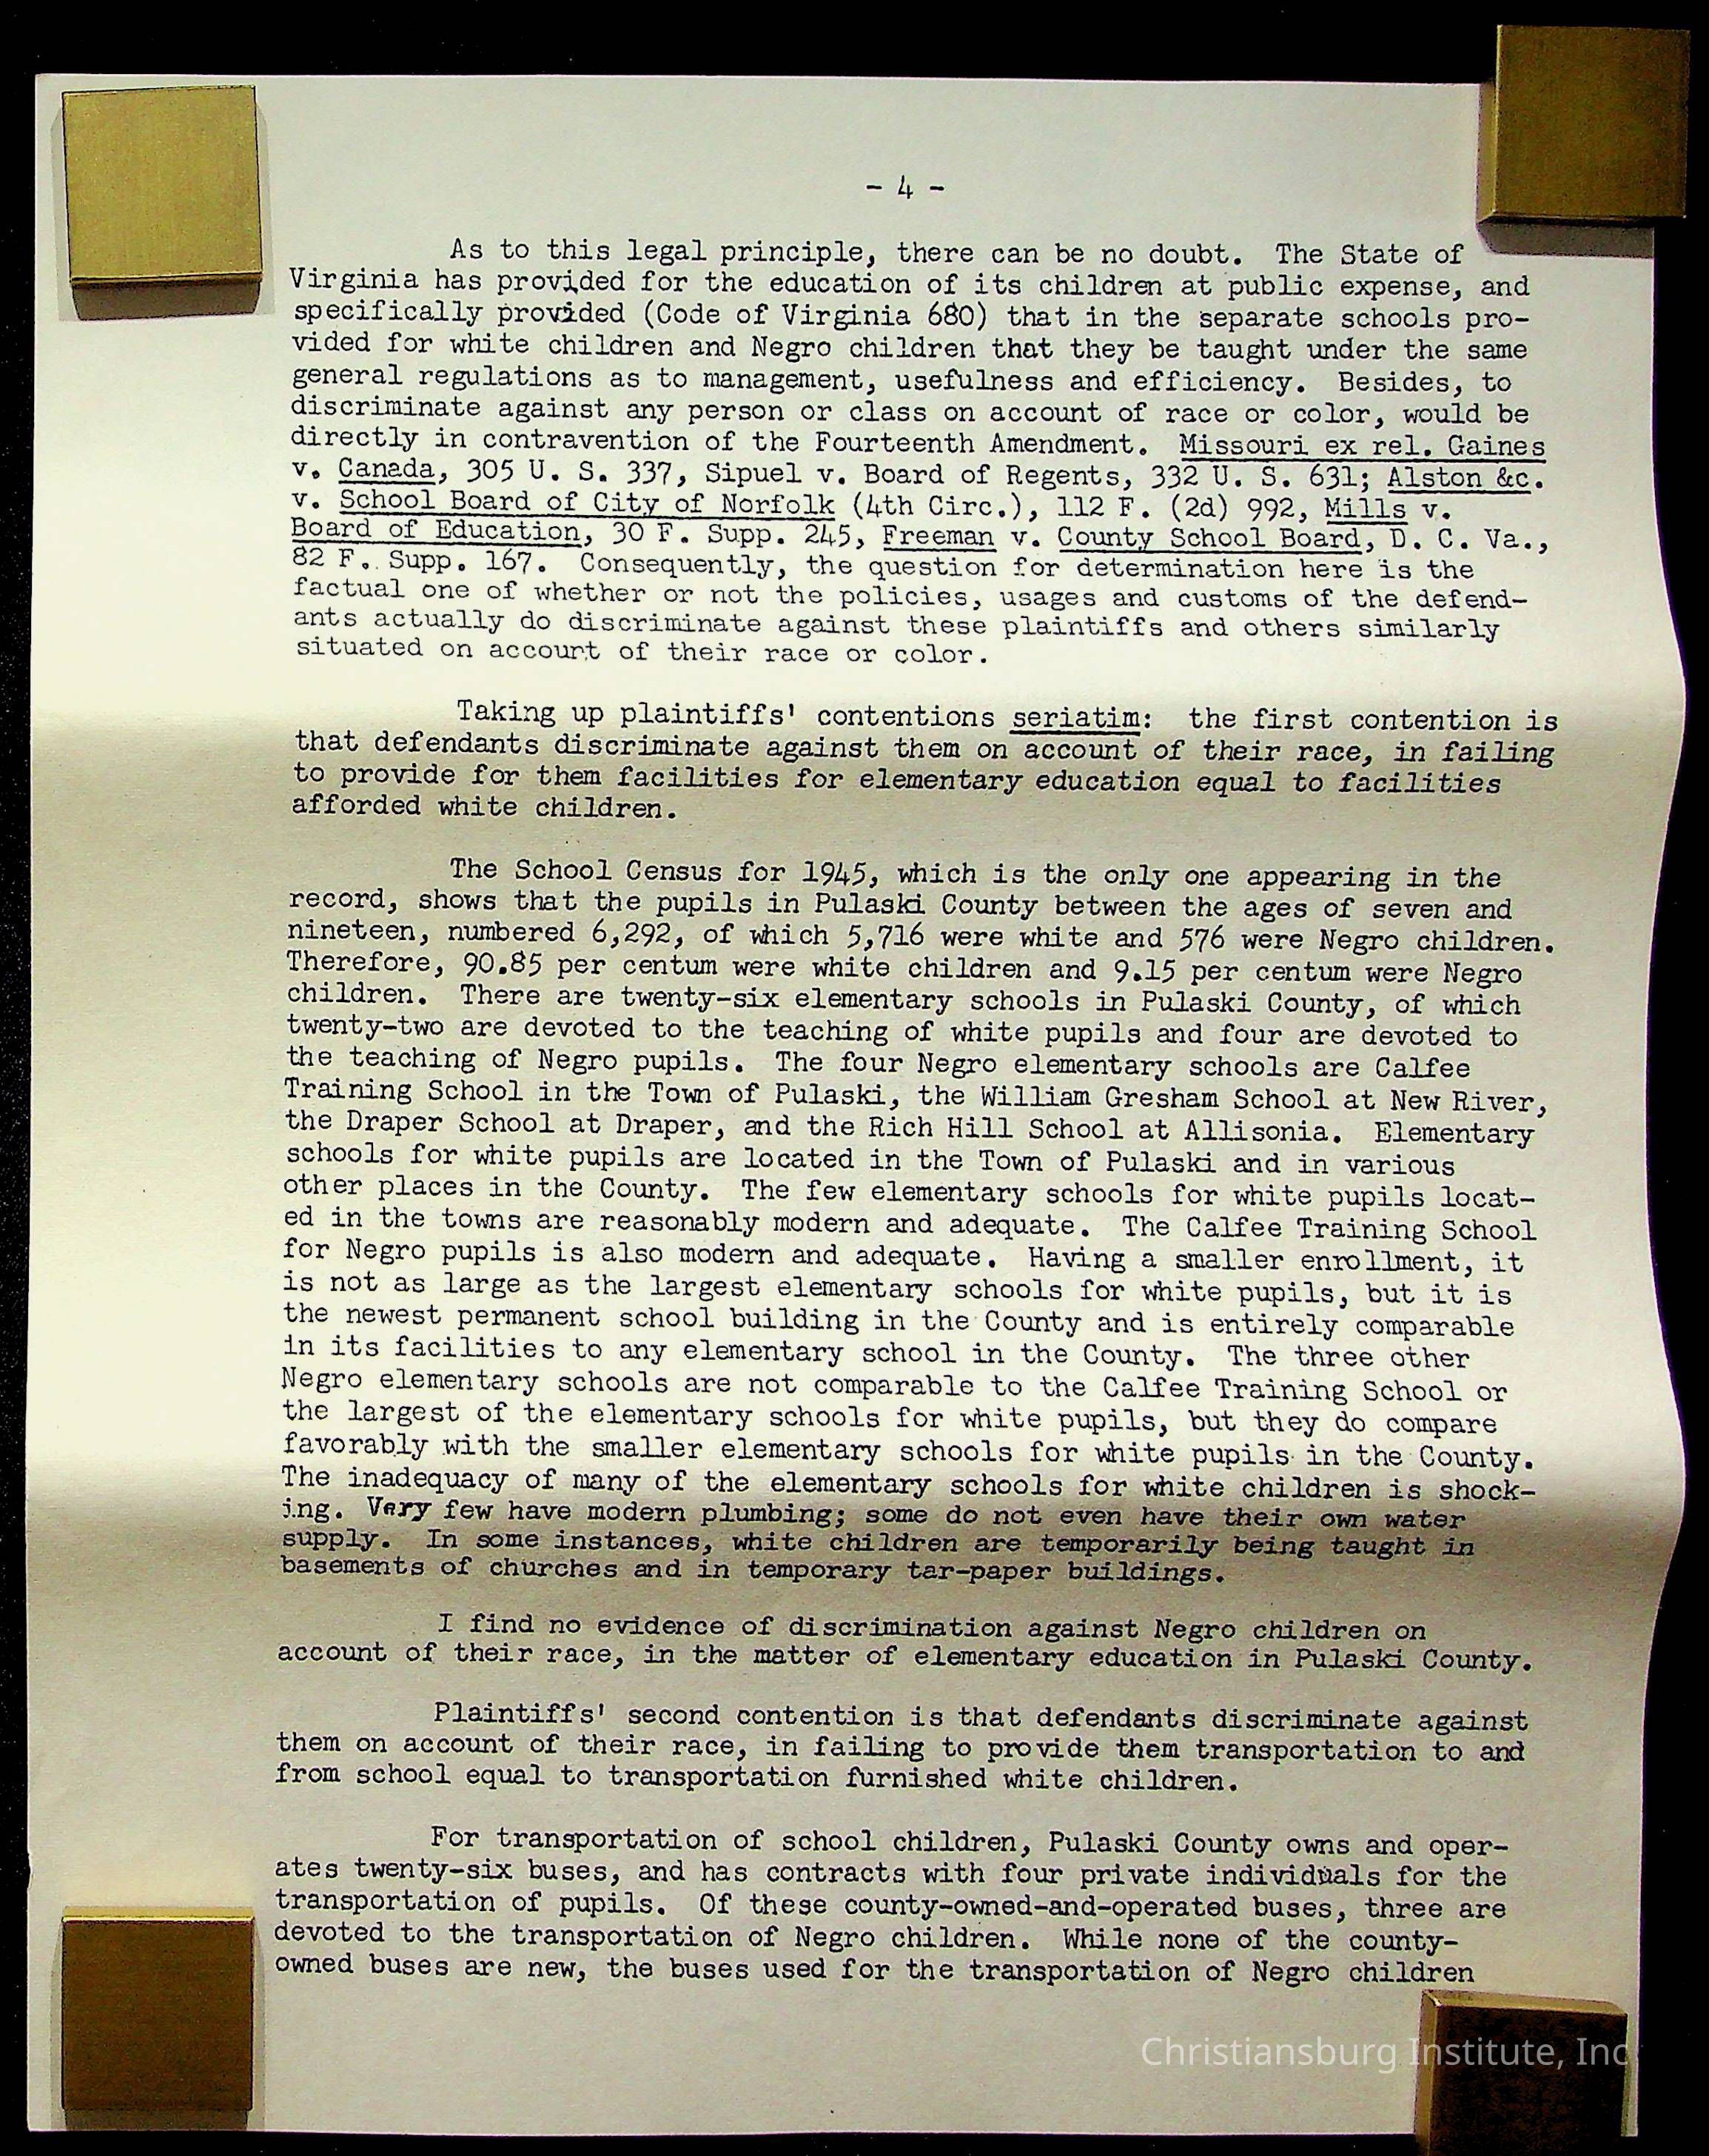 - 4 -
As to this legal principle, there can be no doubt. The State of
Virginia has provided for the education of its children at public expense, and
specifically provided (Code of Virginia 680) that in the separate schools pro-
vided for white children and Negro children that they be taught under the same
general regulations as to management, usefulness and efficiency. Besides, to
discriminate against any person or class on account of race or color, would be
directly in contravention of the Fourteenth Amendment. Missouri ex rel. Gaines
v. Canada, 305 U. S. 337, Sipuel v. Board of Regents, 332 U. S. 631; Alston &c.
v. School Board of City of Norfolk (4th Circ.), 112 F. (2d) 992, Mills v.
Board of Education, 30 F. Supp. 245, Freeman v. County School Board, D. C. Va.,
82 F. Supp. 167. Consequently, the question for determination here is the
factual one of whether or not the policies, usages and customs of the defend-
ants actually do discriminate against these plaintiffs and others similarly
situated on account of their race or color.
Taking up plaintiffs' contentions seriatim: the first contention is
that defendants discriminate against them on account of their race, in failing
to provide for them facilities for elementary education equal to facilities
afforded white children.
The School Census for 1945, which is the only one appearing in the
record, shows that the pupils in Pulaski County between the ages of seven and
nineteen, numbered 6,292, of which 5,716 were white and 576 were Negro children.
Therefore, 90.85 per centum were white children and 9.15 per centum were Negro
children. There are twenty-six elementary schools in Pulaski County, of which
twenty-two are devoted to the teaching of white pupils and four are devoted to
the teaching of Negro pupils. The four Negro elementary schools are Calfee
Training School in the Town of Pulaski, the William Gresham School at New River,
the Draper School at Draper, and the Rich Hill School at Allisonia. Elementary
schools for white pupils are located in the Town of Pulaski and in various
other places in the County. The few elementary schools for white pupils locat-
ed in the towns are reasonably modern and adequate. The Calfee Training School
for Negro pupils is also modern and adequate. Having a smaller enrollment, it
is not as large as the largest elementary schools for white pupils, but it is
the newest permanent school building in the County and is entirely comparable
in its facilities to any elementary school in the County. The three other
Negro elementary schools are not comparable to the Calfee Training School or
the largest of the elementary schools for white pupils, but they do compare
favorably with the smaller elementary schools for white pupils in the County.
The inadequacy of many of the elementary schools for white children is shock-
ing. Very few have modern plumbing; some do not even have their own water
supply. In some instances, white children are temporarily being taught in
basements of churches and in temporary tar-paper buildings.
I find no evidence of discrimination against Negro children on
account of their race, in the matter of elementary education in Pulaski County.
Plaintiffs' second contention is that defendants discriminate against
them on account of their race, in failing to provide them transportation to and
from school equal to transportation furnished white children.
For transportation of school children, Pulaski County owns and oper-
ates twenty-six buses, and has contracts with four private individuals for the
transportation of pupils. Of these county-owned-and-operated buses, three are
devoted to the transportation of Negro children. While none of the county-
owned buses are new, the buses used for the transportation of Negro children
Christiansburg Institute, Inc